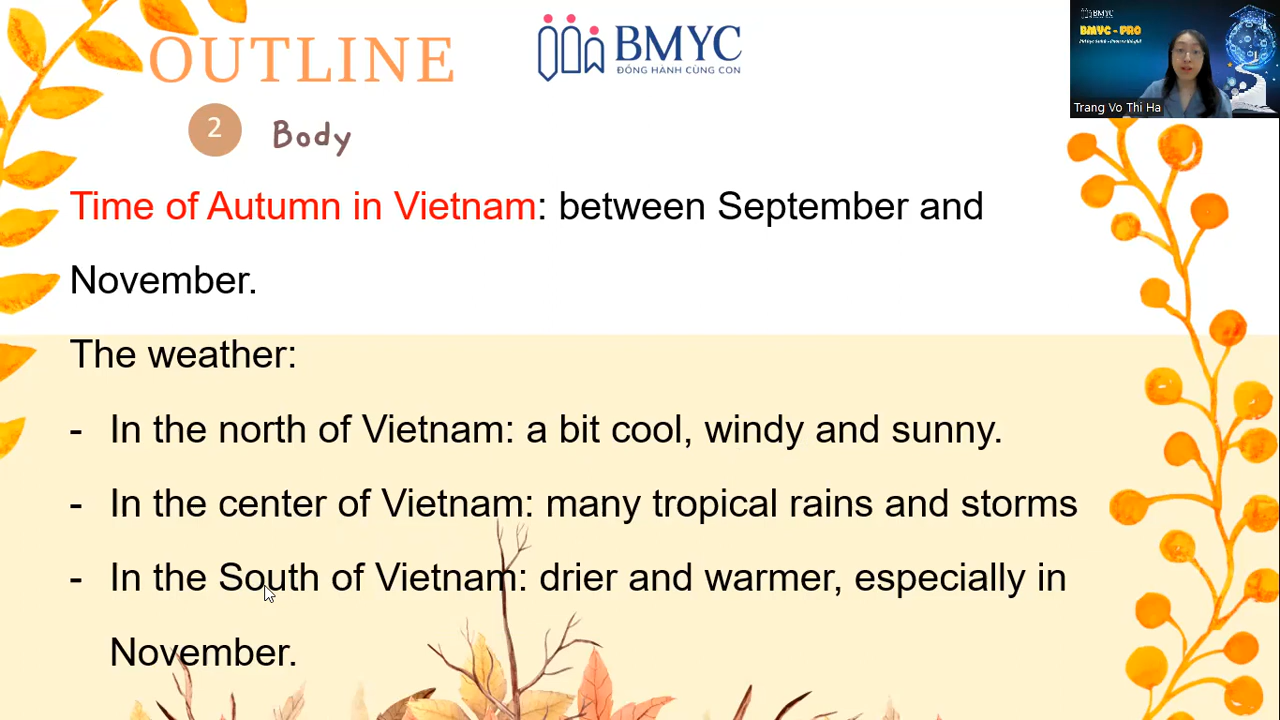 OUTLINE
BMYC
ĐỒNG HÀNH CÙNG CON
BMYC
BMYC - PRO
Trang Vo Thi Ha
2 Body
Time of Autumn in Vietnam: between September and
November.
The weather:
- In the north of Vietnam: a bit cool, windy and sunny.
- In the center of Vietnam: many tropical rains and storms
- In the South of Vietnam: drier and warmer, especially in
November.